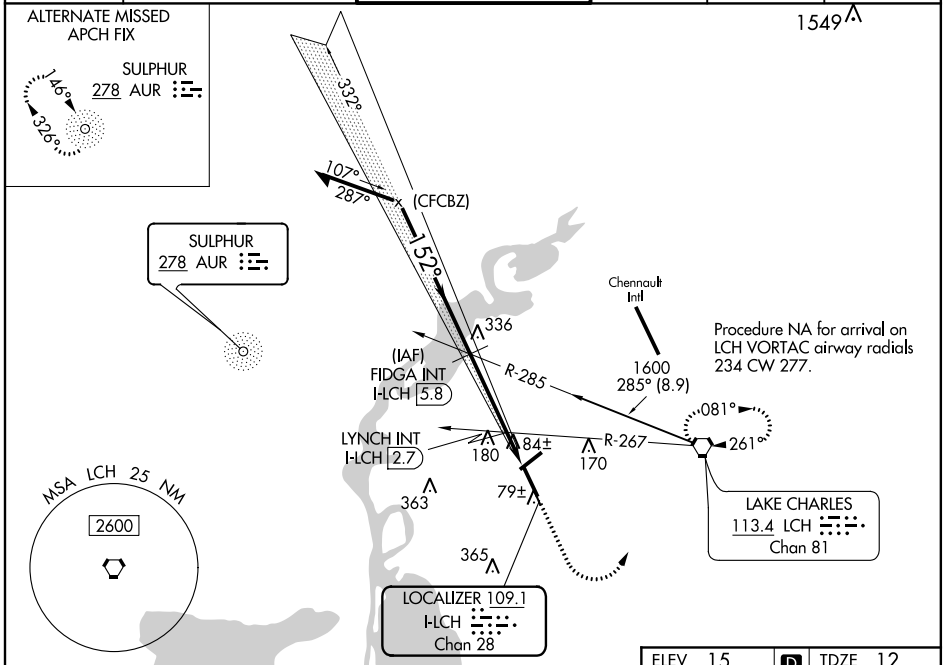 ALTERNATE MISSED
APCH FIX
SULPHUR
278 AUR
146°
326°
1549
332°
107°
287°
(CFCBZ)
152°
SULPHUR
278 AUR
Chennault
Intl
336
(IAF)
FIDGA INT
I-LCH 5.8
R-285
1600
285° (8.9)
Procedure NA for arrival on
LCH VORTAC airway radials
234 CW 277.
081°
261°
LYNCH INT
I-LCH 2.7
180
84±
170
R-267
79±
363
365
MSA LCH 25 NM
2600
LAKE CHARLES
113.4 LCH
Chan 81
LOCALIZER 109.1
I-LCH
Chan 28
ELEV 15
D
TDZE 12